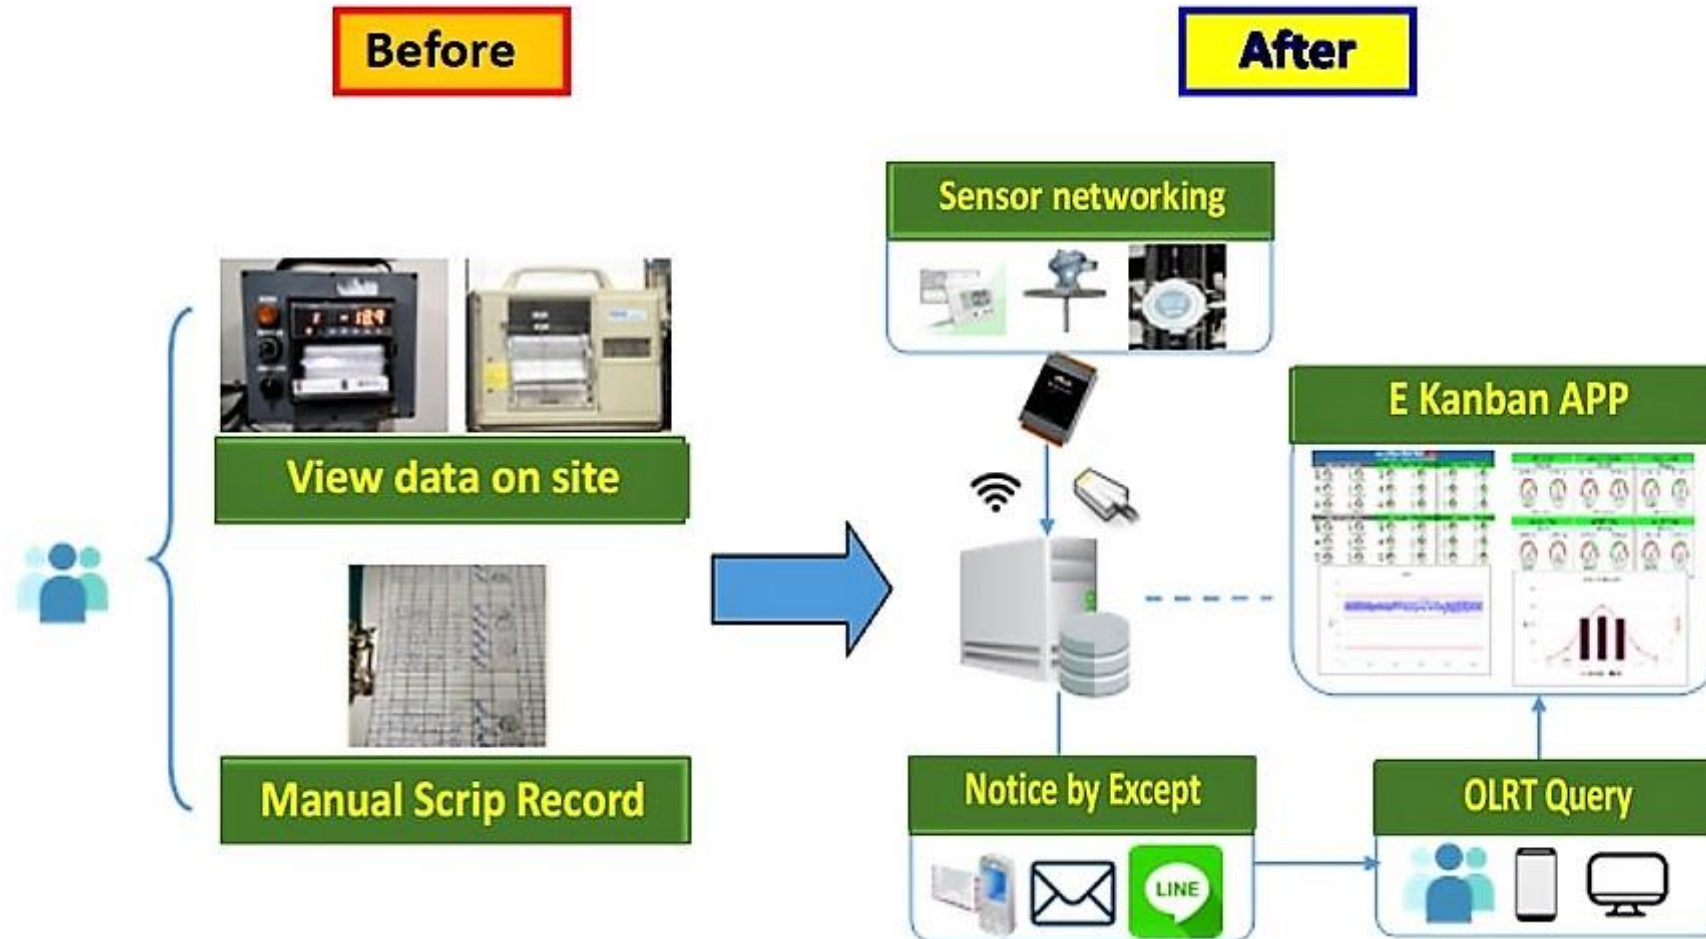 Before
After
Sensor networking
E Kanban APP
View data on site
Manual Scrip Record
Notice by Except
LINE
OLRT Query